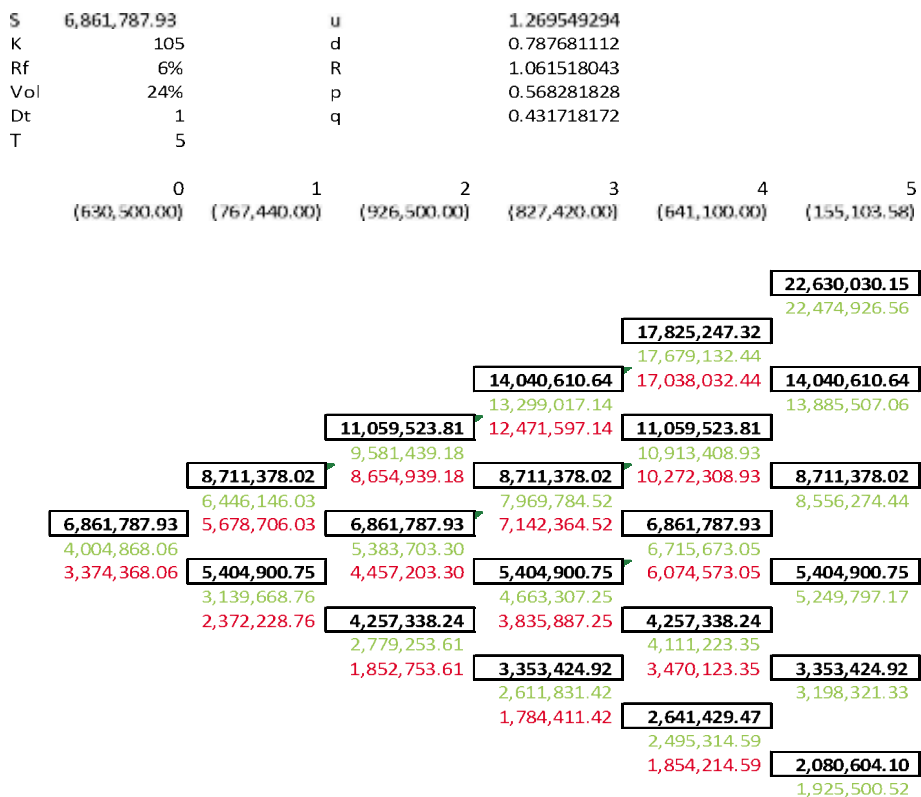 S 6,861,787.93 u 1.269549294
K 105 d 0.787681112
Rf 6% R 1.061518043
Vol 24% p 0.568281828
Dt 1 q 0.431718172
T 5
0 1 2 3 4 5
(630,500.00) (767,440.00) (926,500.00) (827,420.00) (641,100.00) (155,103.58)
22,630,030.15
22,474,926.56
17,825,247.32
17,679,132.44
14,040,610.64 17,038,032.44 14,040,610.64
13,299,017.14 13,885,507.06
11,059,523.81 12,471,597.14 11,059,523.81
9,581,439.18 10,913,408.93
8,711,378.02 8,654,939.18 8,711,378.02 10,272,308.93 8,711,378.02
6,446,146.03 7,969,784.52 8,556,274.44
6,861,787.93 5,678,706.03 6,861,787.93 7,142,364.52 6,861,787.93
4,004,868.06 5,383,703.30 6,715,673.05
3,374,368.06 5,404,900.75 4,457,203.30 5,404,900.75 6,074,573.05 5,404,900.75
3,139,668.76 4,663,307.25 5,249,797.17
2,372,228.76 4,257,338.24 3,835,887.25 4,257,338.24
2,779,253.61 4,111,223.35
1,852,753.61 3,353,424.92 3,470,123.35 3,353,424.92
2,611,831.42 3,198,321.33
1,784,411.42 2,641,429.47
2,495,314.59
1,854,214.59 2,080,604.10
1,925,500.52